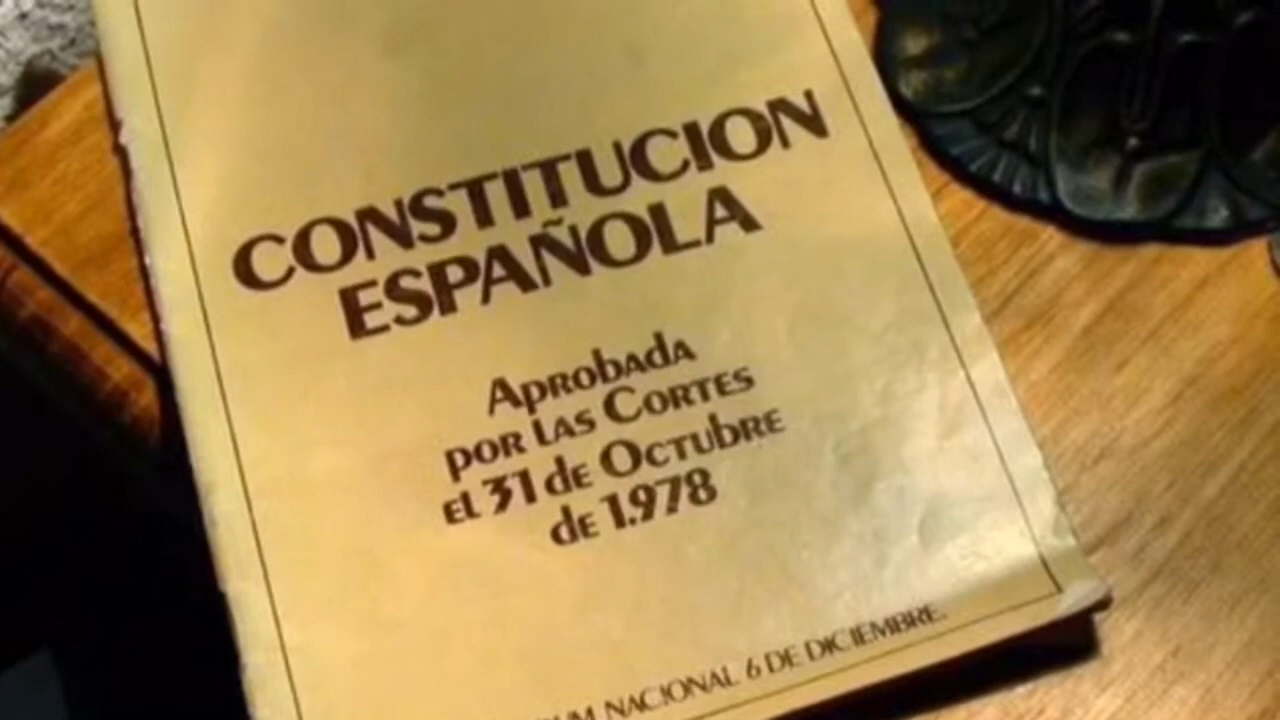 CONSTITUCION
ESPAÑOLA
Aprobada
por las Cortes
el 31 de Octubre
de 1.978
NACIONAL 6 DE DICIEMBRE.